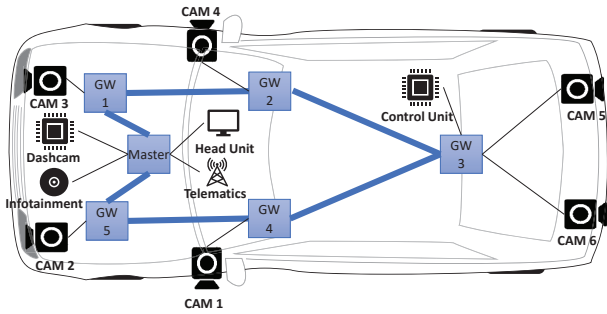 CAM 4
GW
1
GW
2
CAM 3
Control Unit
CAM 5
Dashcam
Master
Head Unit
GW
3
Infotainment
Telematics
GW
5
GW
4
CAM 2
CAM 6
CAM 1